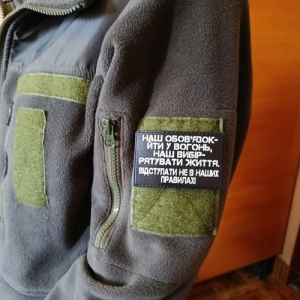 НАШ ОБОВ'ЯЗОК-
ЙТИ У ВОГОНЬ,
НАШ ВИБІР-
РЯТУВАТИ ЖИТТЯ.
ВІДСТУПАТИ НЕ В НАШИХ
ПРАВИЛАХ!